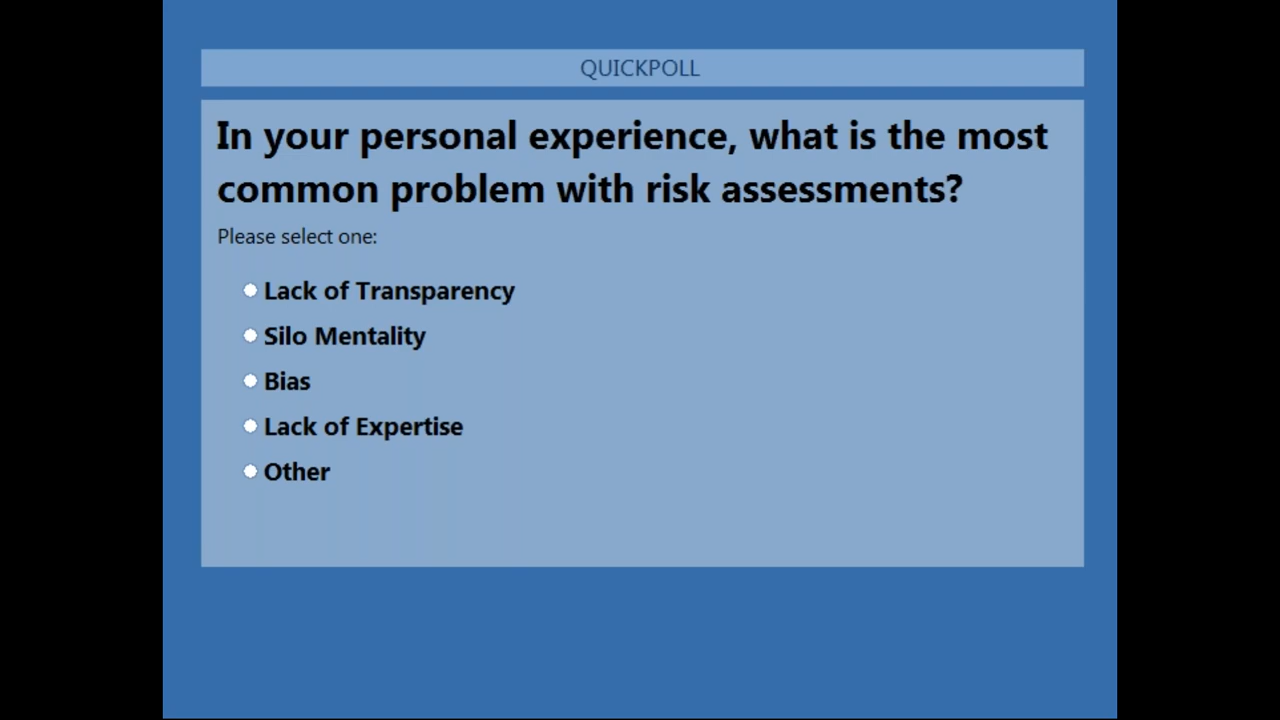 QUICKPOLL
In your personal experience, what is the most
common problem with risk assessments?
Please select one:
Lack of Transparency
Silo Mentality
Bias
Lack of Expertise
Other